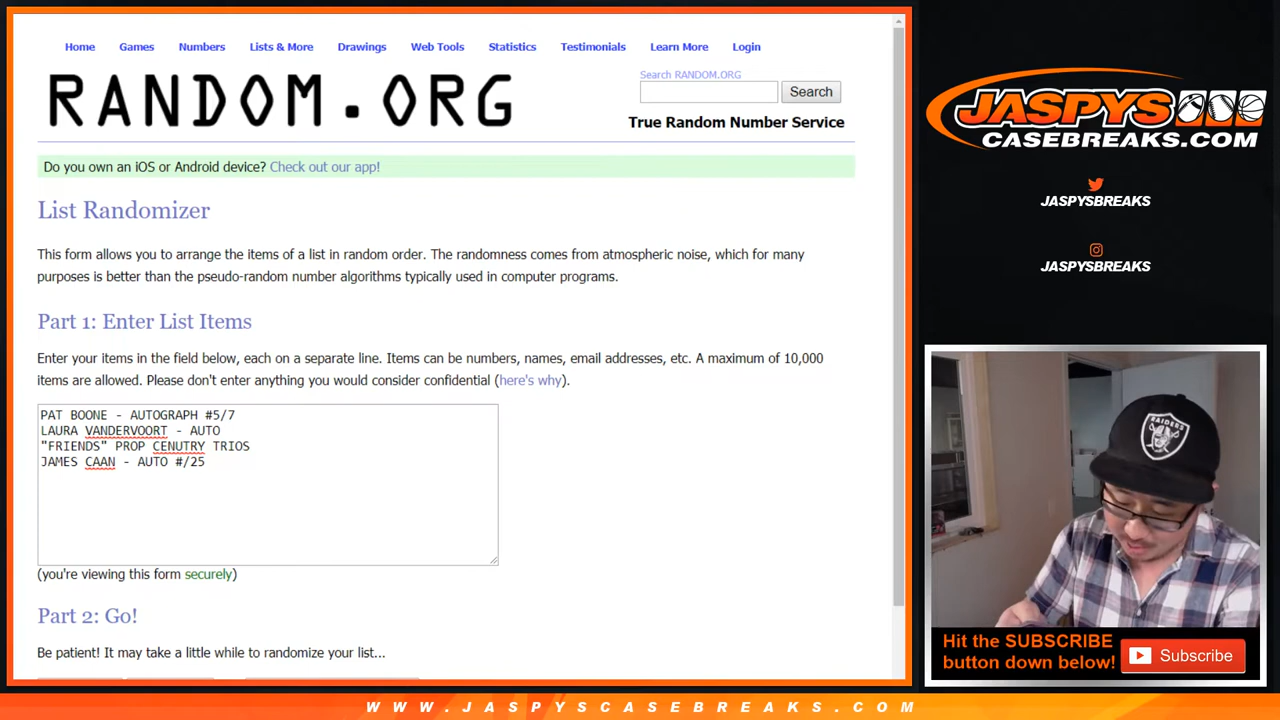 Home Games Numbers Lists & More Drawings Web Tools Statistics Testimonials Learn More Login
RANDOM.ORG
Search RANDOM.ORG
Search
True Random Number Service
Do you own an iOS or Android device? Check out our app!
List Randomizer
This form allows you to arrange the items of a list in random order. The randomness comes from atmospheric noise, which for many
purposes is better than the pseudo-random number algorithms typically used in computer programs.
Part 1: Enter List Items
Enter your items in the field below, each on a separate line. Items can be numbers, names, email addresses, etc. A maximum of 10,000
items are allowed. Please don't enter anything you would consider confidential (here's why).
PAT BOONE - AUTOGRAPH #5/7
LAURA VANDERVOORT - AUTO
"FRIENDS" PROP CENUTRY TRIOS
JAMES CAAN - AUTO #/25
(you're viewing this form securely)
Part 2: Go!
Be patient! It may take a little while to randomize your list...
JASPYS
CASEBREAKS.COM
JASPYSBREAKS
JASPYSBREAKS
RAIDERS
Hit the SUBSCRIBE
button down below!
Subscribe
WWW.JASPYSCASEBREAKS.COM